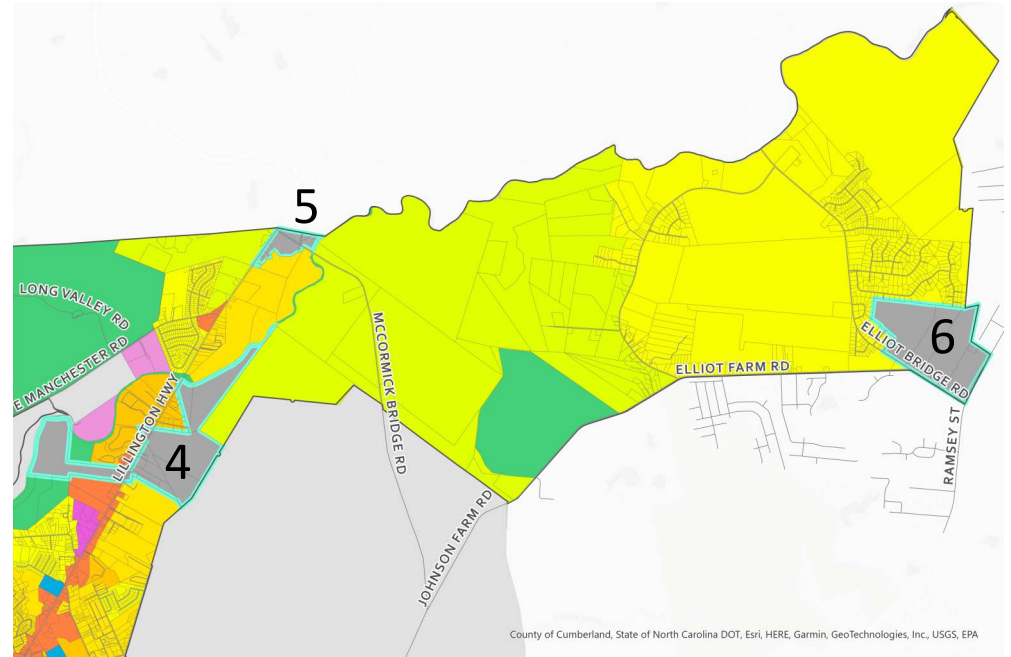 5
LONG VALLEY RD
E MANCHESTER RD
LILLINGTON HWY
4
MCCORMICK BRIDGE RD
JOHNSON FARM RD
ELLIOT FARM RD
ELLIOT BRIDGE RD
6
RAMSEY ST
County of Cumberland, State of North Carolina DOT, Esri, HERE, Garmin, GeoTechnologies, Inc., USGS, EPA